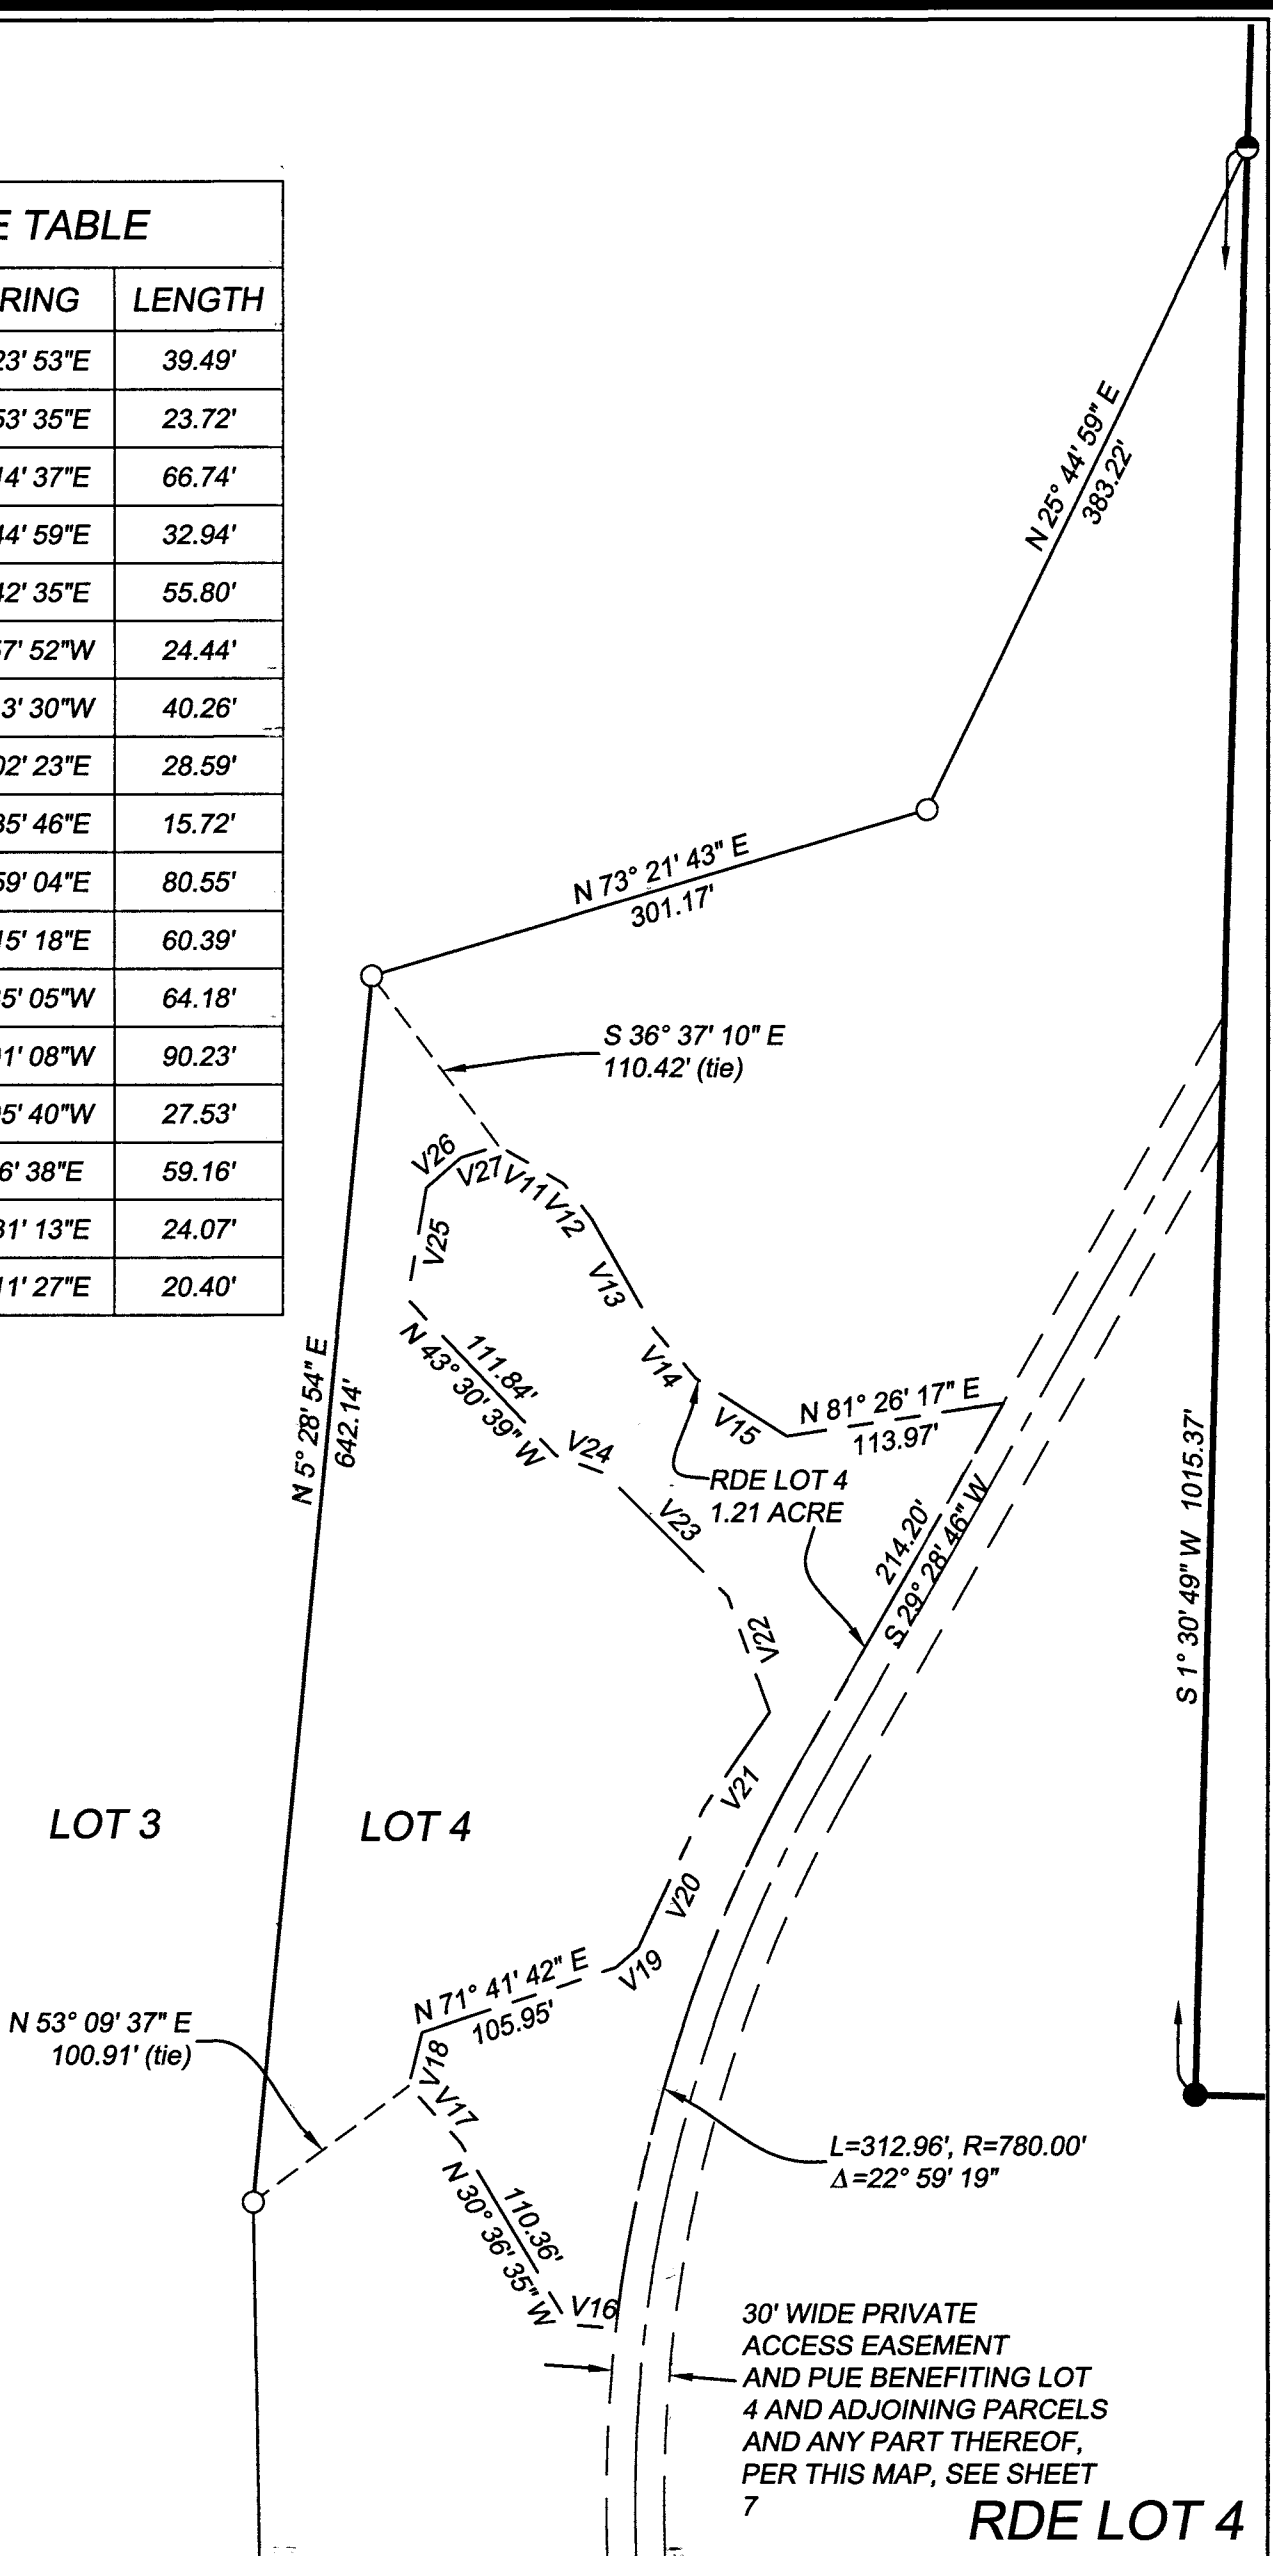 E TABLE
RING LENGTH
23' 53"E 39.49'
53' 35"E 23.72'
14' 37"E 66.74'
44' 59"E 32.94'
42' 35"E 55.80'
57' 52"W 24.44'
3' 30"W 40.26'
02' 23"E 28.59'
35' 46"E 15.72'
59' 04"E 80.55'
15' 18"E 60.39'
5' 05"W 64.18'
01' 08"W 90.23'
05' 40"W 27.53'
6' 38"E 59.16'
31' 13"E 24.07'
11' 27"E 20.40'
N 25° 44' 59" E
383.22'
N 73° 21' 43" E
301.17'
S 36° 37' 10" E
110.42' (tie)
V26
V27
V11
V12
V25
V13
V14
V15
N 43° 30' 39" W
111.84'
N 81° 26' 17" E
113.97'
V24
V23
V22
V21
V20
V19
N 5° 28' 54" E
642.14'
RDE LOT 4
1.21 ACRE
214.20'
S 29° 28' 46" W
S 1° 30' 49" W 1015.37'
LOT 3
LOT 4
N 71° 41' 42" E
105.95'
N 53° 09' 37" E
100.91' (tie)
V18
V17
N 30° 36' 35" W
110.36'
V16
L=312.96', R=780.00'
Δ=22° 59' 19"
30' WIDE PRIVATE
ACCESS EASEMENT
AND PUE BENEFITING LOT
4 AND ADJOINING PARCELS
AND ANY PART THEREOF,
PER THIS MAP, SEE SHEET
7
RDE LOT 4